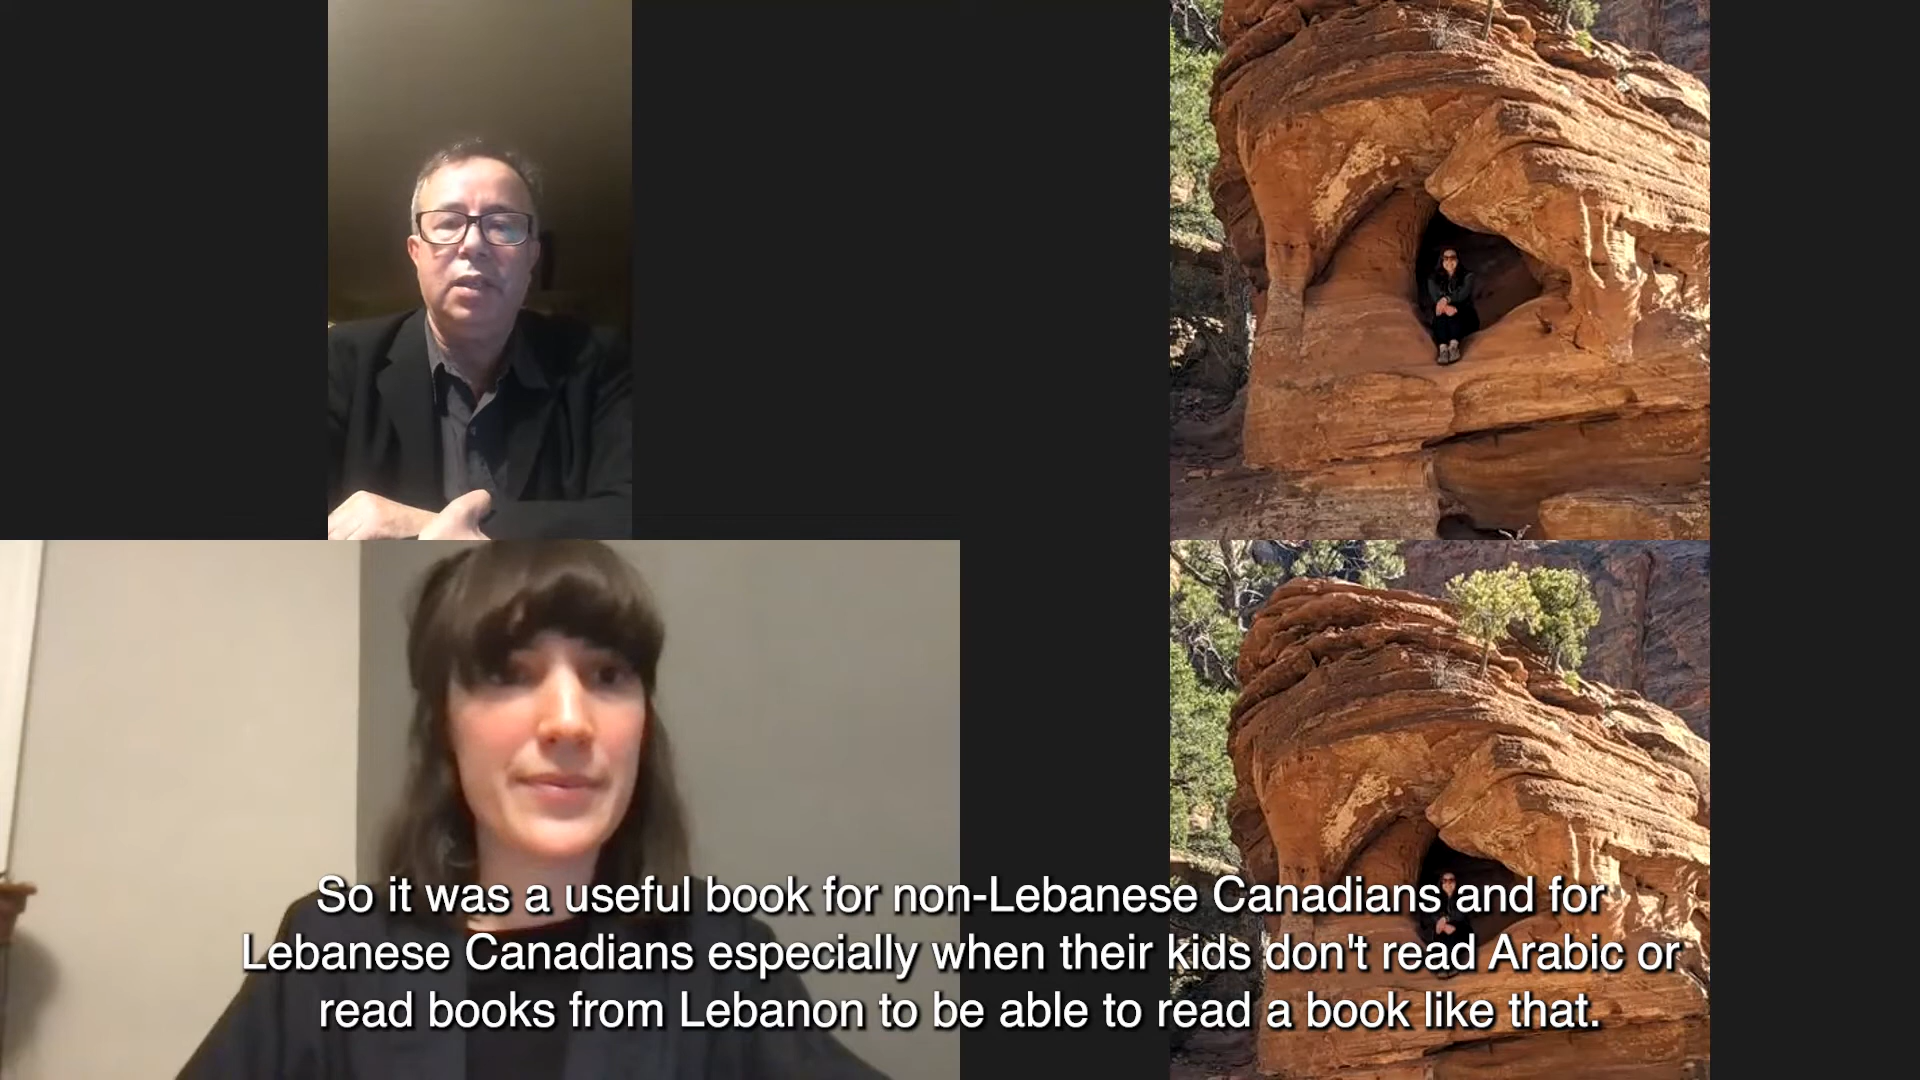 So it was a useful book for non-Lebanese Canadians and for
Lebanese Canadians especially when their kids don't read Arabic or
read books from Lebanon to be able to read a book like that.